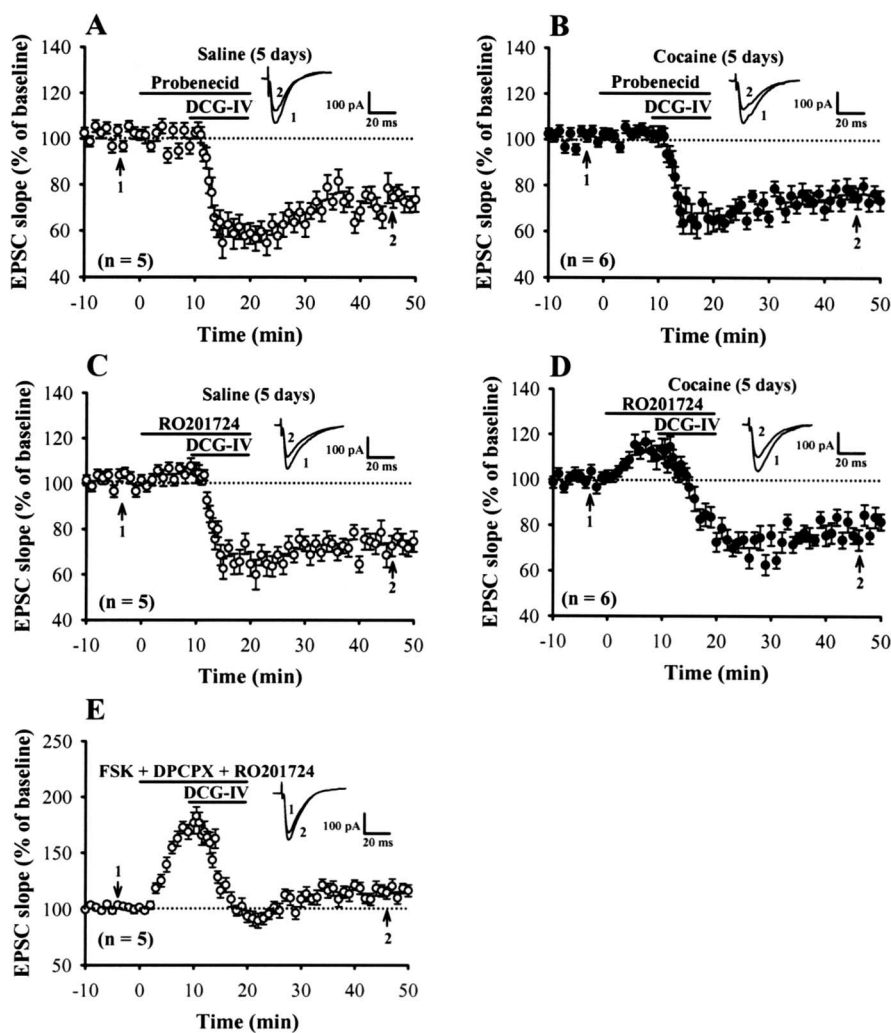 A
Saline (5 days)
Probenecid
DCG-IV
2
1
100 pA
20 ms
EPSC slope (% of baseline)
140
120
100
80
60
40
1
2
(n = 5)
-10 0 10 20 30 40 50
Time (min)
B
Cocaine (5 days)
Probenecid
DCG-IV
2
1
100 pA
20 ms
EPSC slope (% of baseline)
140
120
100
80
60
40
1
2
(n = 6)
-10 0 10 20 30 40 50
Time (min)
C
Saline (5 days)
RO201724
DCG-IV
2
1
100 pA
20 ms
EPSC slope (% of baseline)
140
120
100
80
60
40
1
2
(n = 5)
-10 0 10 20 30 40 50
Time (min)
D
Cocaine (5 days)
RO201724
DCG-IV
2
1
100 pA
20 ms
EPSC slope (% of baseline)
140
120
100
80
60
40
1
2
(n = 6)
-10 0 10 20 30 40 50
Time (min)
E
FSK + DPCPX + RO201724
DCG-IV
1
2
100 pA
20 ms
EPSC slope (% of baseline)
250
200
150
100
50
1
2
(n = 5)
-10 0 10 20 30 40 50
Time (min)